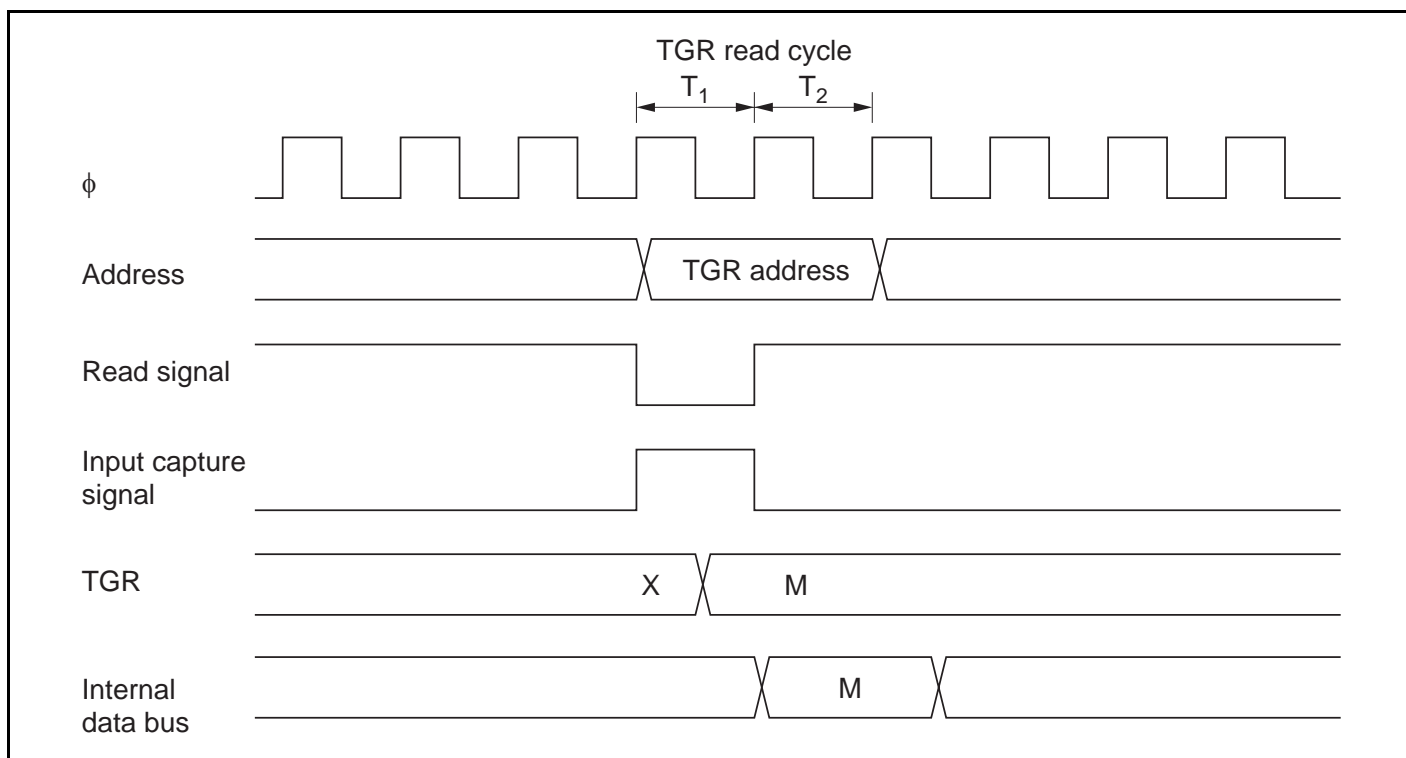 TGR read cycle
T1 T2
ϕ
Address
TGR address
Read signal
Input capture
signal
TGR
X M
Internal
data bus
M